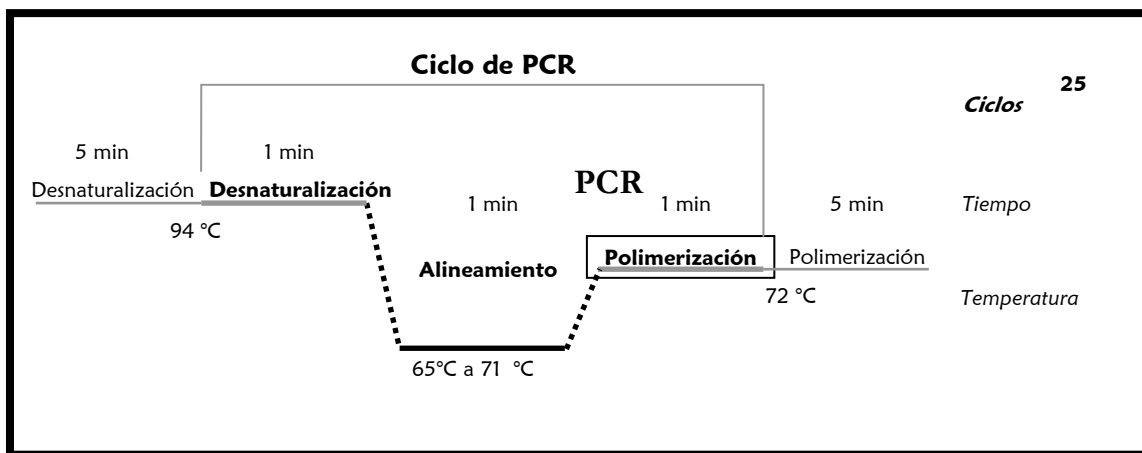 Ciclo de PCR
25
Ciclos
5 min
1 min
Desnaturalización
Desnaturalización
PCR
1 min
1 min
5 min
Tiempo
94 °C
Alineamiento
Polimerización
Polimerización
72 °C
Temperatura
65°C a 71 °C